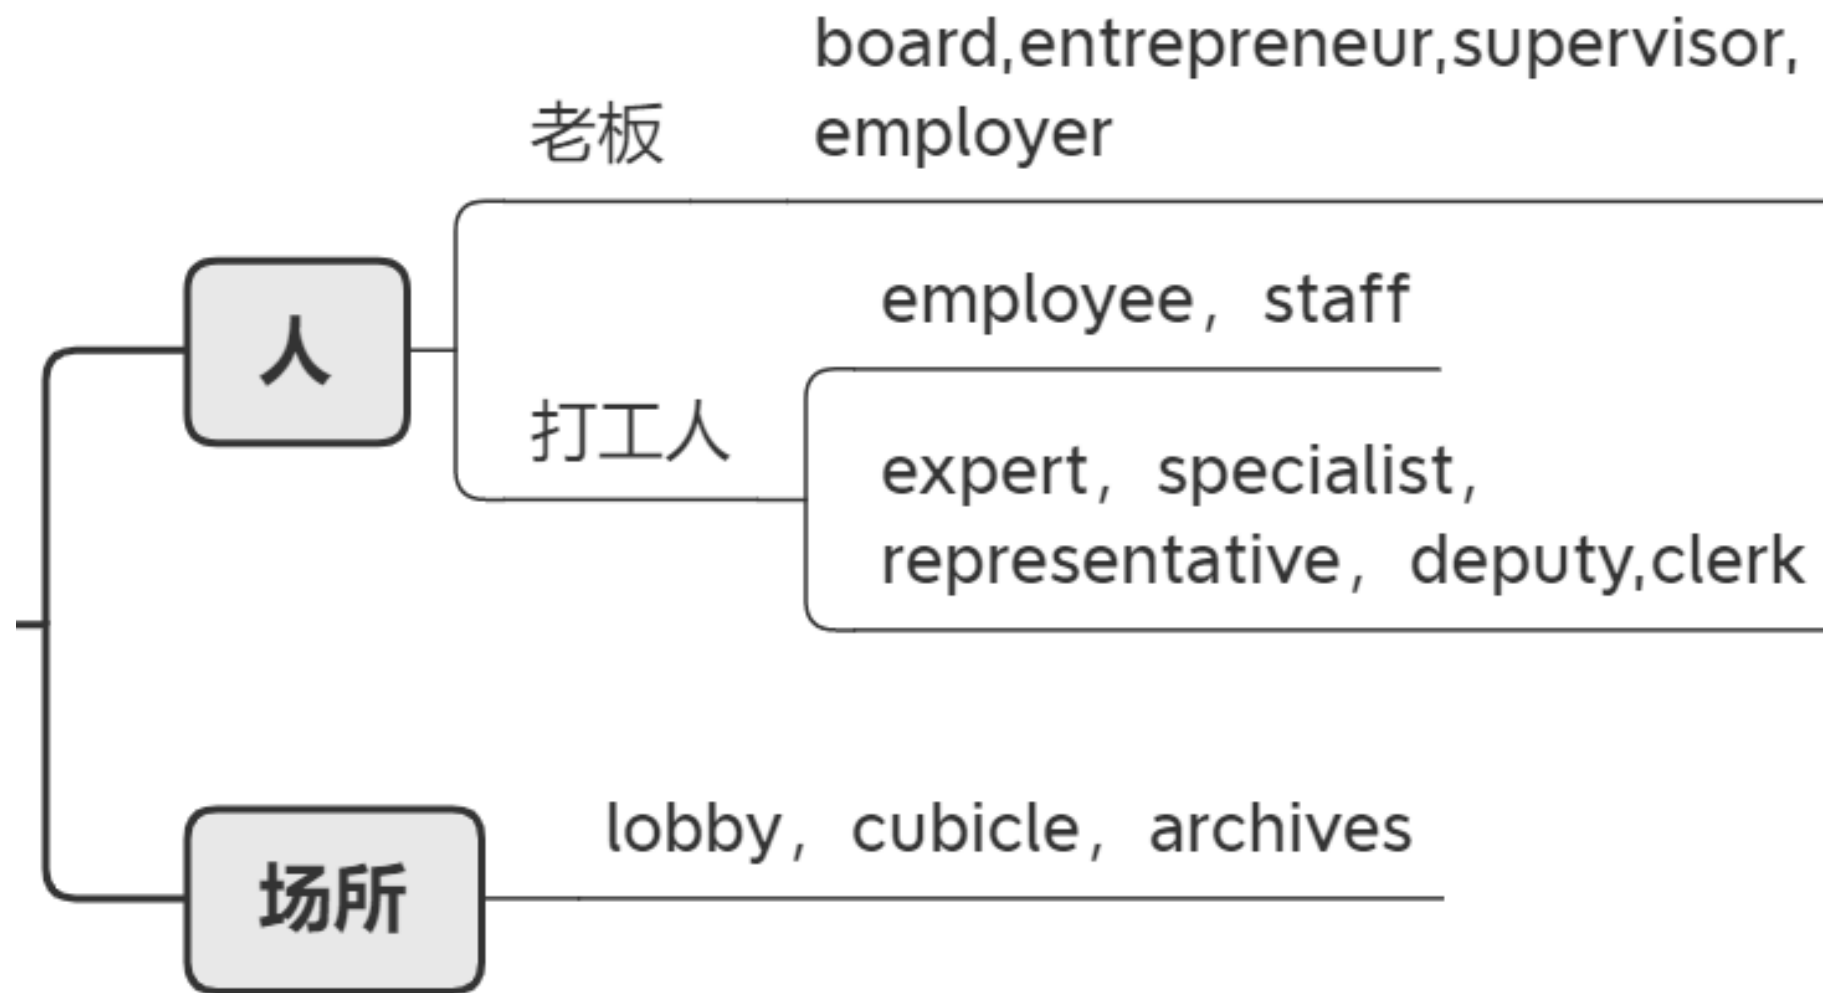 board,entrepreneur,supervisor,
老板 employer
employee，staff
人
打工人
expert，specialist,
representative，deputy,clerk
lobby，cubicle，archives
场所